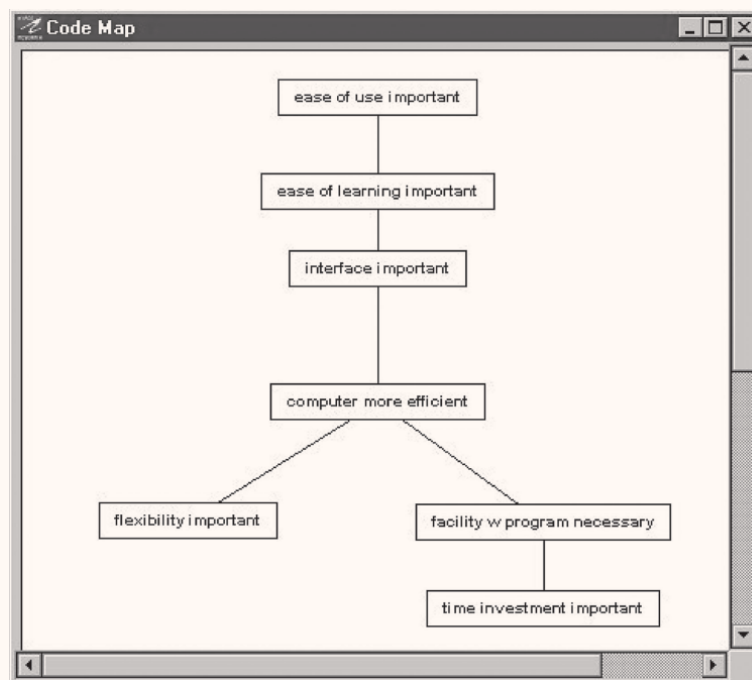 Code Map
ease of use important
ease of learning important
interface important
computer more efficient
flexibility important
facility w program necessary
time investment important